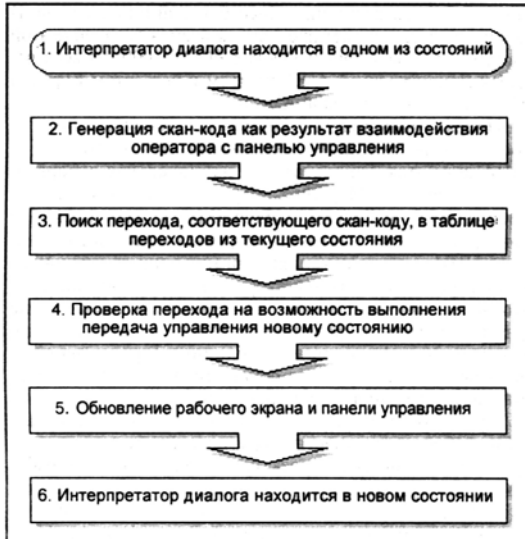 1. Интерпретатор диалога находится в одном из состояний
2. Генерация скан-кода как результат взаимодействия
оператора с панелью управления
3. Поиск перехода, соответствующего скан-коду, в таблице
переходов из текущего состояния
4. Проверка перехода на возможность выполнения
передача управления новому состоянию
5. Обновление рабочего экрана и панели управления
6. Интерпретатор диалога находится в новом состоянии